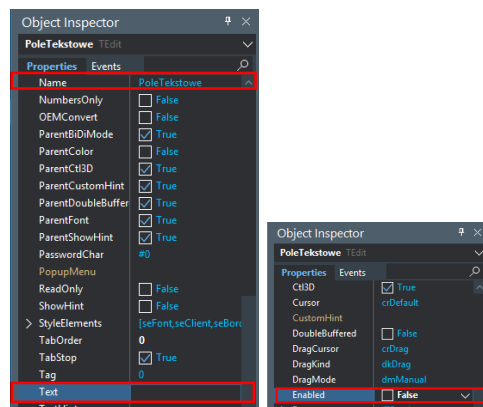 Object Inspector
PoleTekstowe TEdit
Properties Events
Name PoleTekstowe
NumbersOnly False
OEMConvert False
ParentBiDiMode True
ParentColor False
ParentCtl3D True
ParentCustomHint True
ParentDoubleBuffer True
ParentFont True
ParentShowHint True
PasswordChar #0
PopupMenu
ReadOnly False
ShowHint False
StyleElements [seFont,seClient,seBord
TabOrder 0
TabStop True
Tag 0
Text
Object Inspector
PoleTekstowe TEdit
Properties Events
Ctl3D True
Cursor crDefault
CustomHint
DoubleBuffered False
DragCursor crDrag
DragKind dkDrag
DragMode dmManual
Enabled False